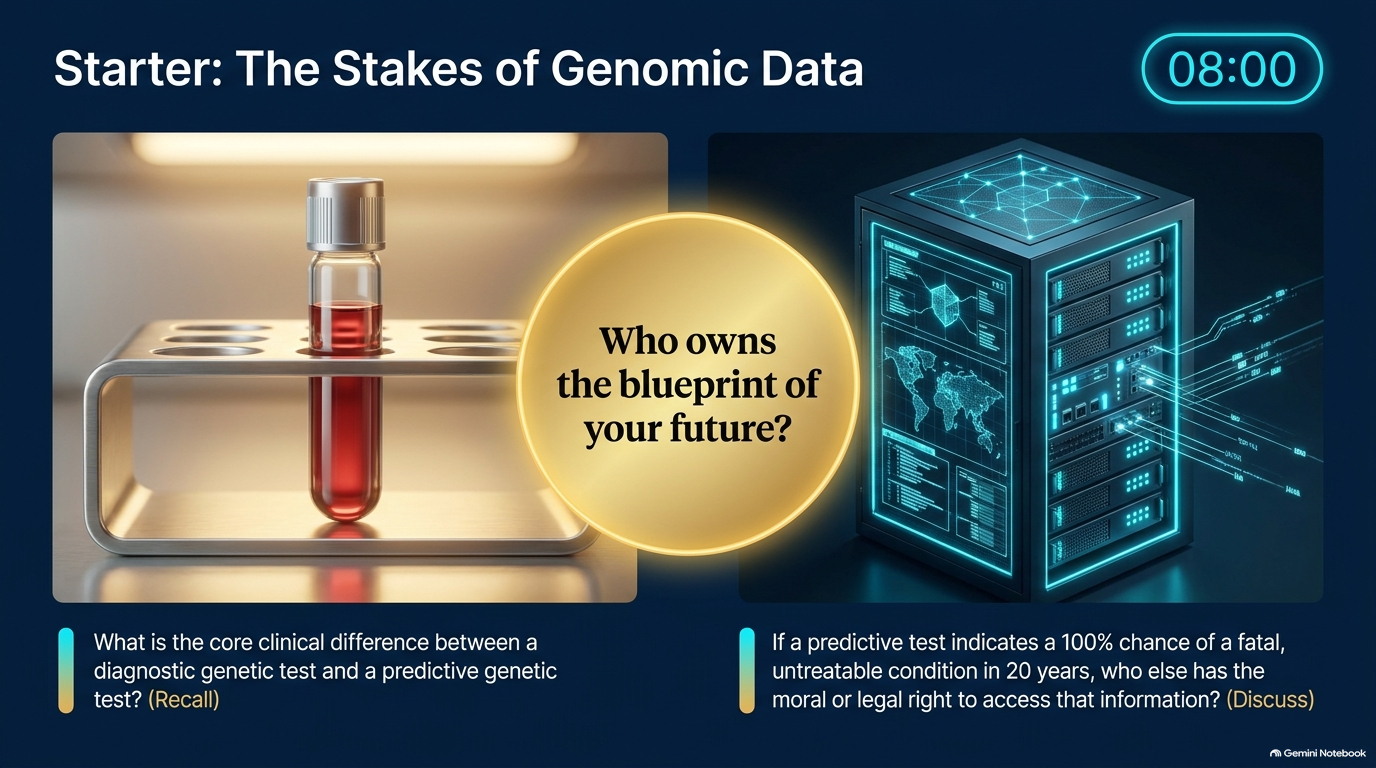 Starter: The Stakes of Genomic Data
08:00
Who owns
the blueprint of
your future?
What is the core clinical difference between a
diagnostic genetic test and a predictive genetic
test? (Recall)
If a predictive test indicates a 100% chance of a fatal,
untreatable condition in 20 years, who else has the
moral or legal right to access that information? (Discuss)
Gemini Notebook